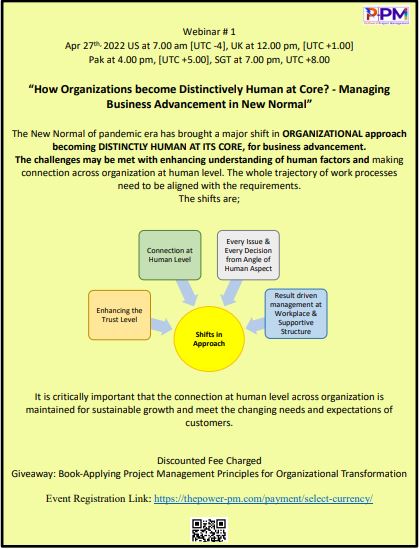 P-PM
Webinar # 1
Apr 27th, 2022 US at 7.00 am [UTC -4], UK at 12.00 pm, [UTC +1.00]
Pak at 4.00 pm, [UTC +5.00], SGT at 7.00 pm, UTC +8.00
“How Organizations become Distinctively Human at Core? - Managing
Business Advancement in New Normal”
The New Normal of pandemic era has brought a major shift in ORGANIZATIONAL approach
becoming DISTINCTLY HUMAN AT ITS CORE, for business advancement.
The challenges may be met with enhancing understanding of human factors and making
connection across organization at human level. The whole trajectory of work processes
need to be aligned with the requirements.
The shifts are;
Connection at
Human Level
Every Issue &
Every Decision
from Angle of
Human Aspect
Enhancing the
Trust Level
Result driven
management at
Workplace &
Supportive
Structure
Shifts in
Approach
It is critically important that the connection at human level across organization is
maintained for sustainable growth and meet the changing needs and expectations of
customers.
Discounted Fee Charged
Giveaway: Book-Applying Project Management Principles for Organizational Transformation
Event Registration Link: https://thepower-pm.com/payment/select-currency/